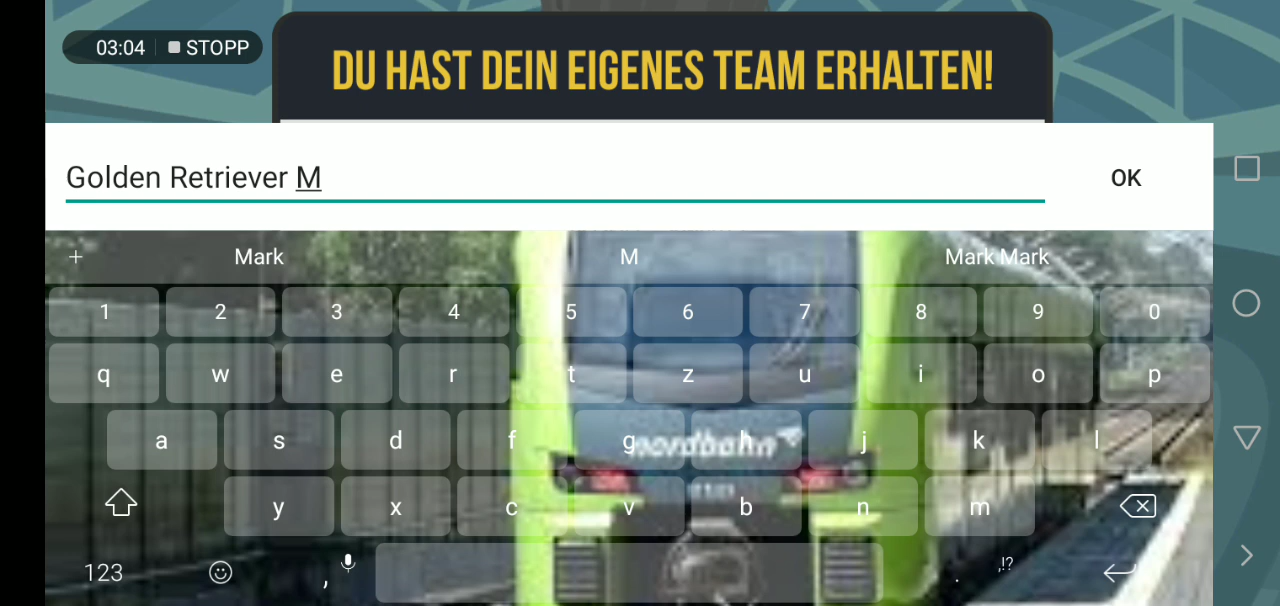 03:04 STOPP
DU HAST DEIN EIGENES TEAM ERHALTEN!
Golden Retriever M
OK
+ Mark M Mark Mark
1 2 3 4 5 6 7 8 9 0
q w e r t z u i o p
a s d f g h j k l
nordbahn
y x c v b n m
123 , . ,!?